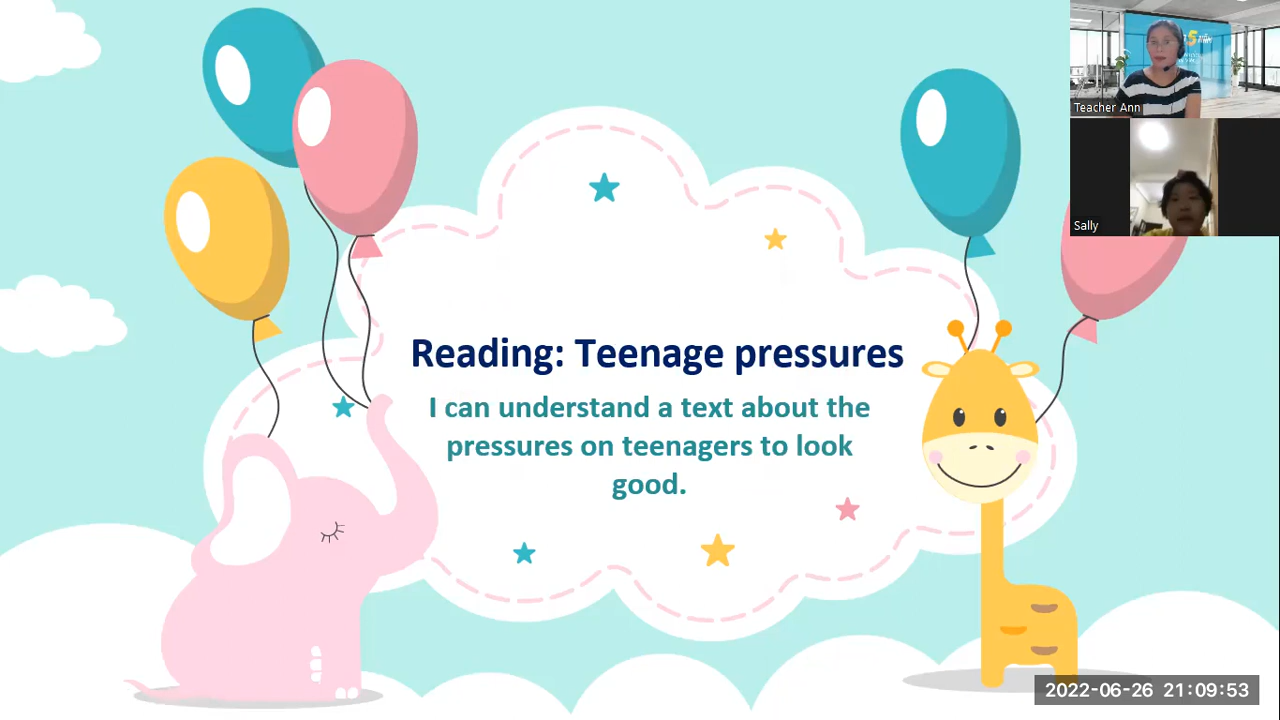 Teacher Ann
Sally
Reading: Teenage pressures
I can understand a text about the
pressures on teenagers to look
good.
2022-06-26 21:09:53